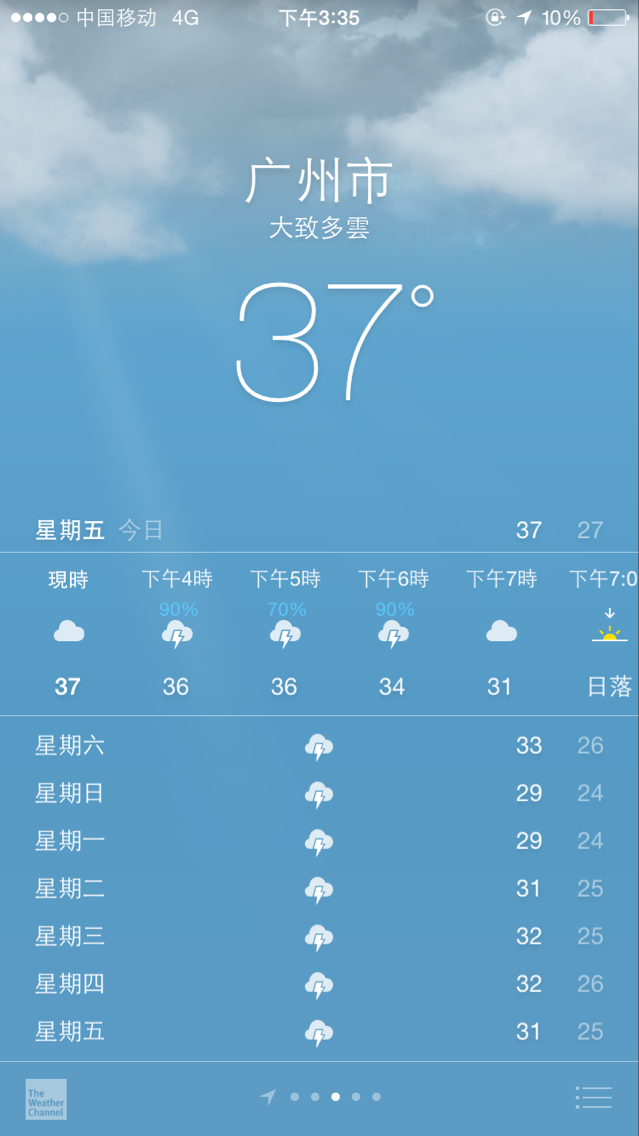 中国移动 4G 下午3:35 10%
广州市
大致多雲
37°
星期五 今日 37 27
現時 下午4時 下午5時 下午6時 下午7時 下午7:0
90% 70% 90%
37 36 36 34 31 日落
星期六 33 26
星期日 29 24
星期一 29 24
星期二 31 25
星期三 32 25
星期四 32 26
星期五 31 25
The
Weather
Channel